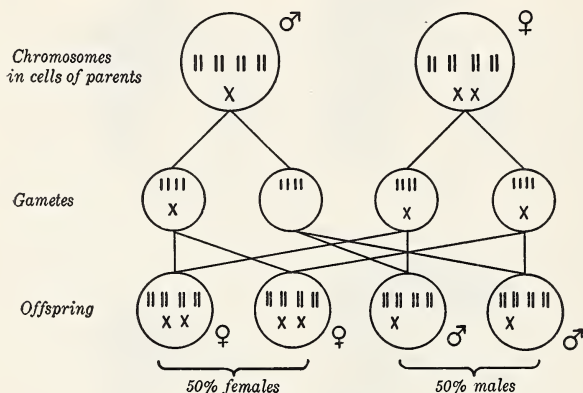 ♂
♀
Chromosomes
in cells of parents
X
X X
Gametes
X
X
X
Offspring
X X
♀
X X
♀
X
♂
X
♂
50% females
50% males